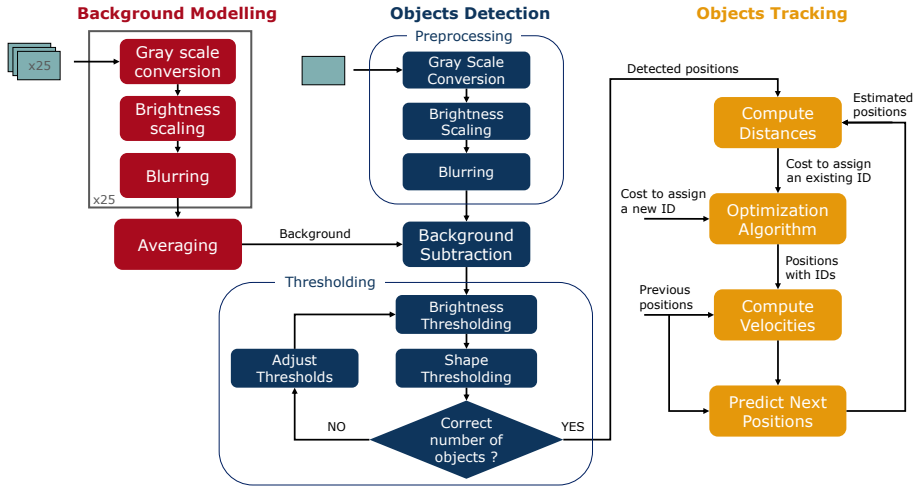 Background Modelling
x25
Gray scale
conversion
Brightness
scaling
Blurring
x25
Averaging
Background
Objects Detection
Preprocessing
Gray Scale
Conversion
Brightness
Scaling
Blurring
Background
Subtraction
Thresholding
Brightness
Thresholding
Adjust
Thresholds
Shape
Thresholding
Correct
number of
objects ?
NO
YES
Objects Tracking
Detected positions
Estimated
positions
Compute
Distances
Cost to assign
an existing ID
Cost to assign
a new ID
Optimization
Algorithm
Positions
with IDs
Previous
positions
Compute
Velocities
Predict Next
Positions